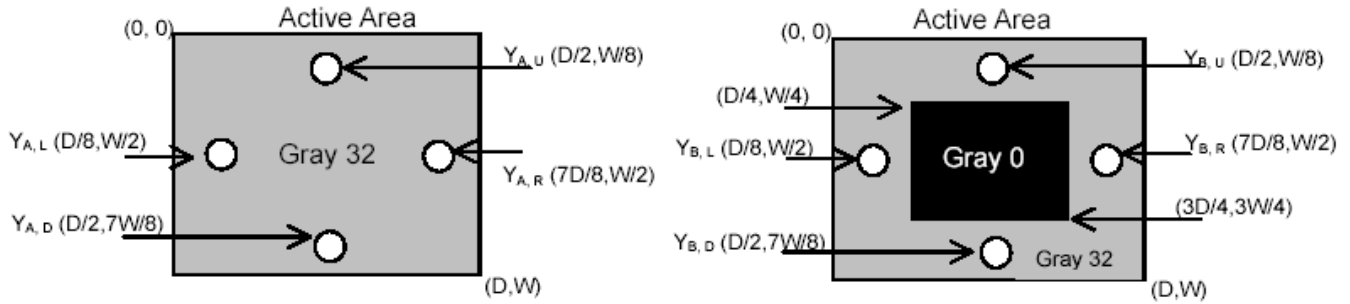 Active Area
(0, 0)
Y_A, U (D/2,W/8)
Y_A, L (D/8,W/2)
Gray 32
Y_A, R (7D/8,W/2)
Y_A, D (D/2,7W/8)
(D,W)
Active Area
(0, 0)
Y_B, U (D/2,W/8)
(D/4,W/4)
Y_B, L (D/8,W/2)
Gray 0
Y_B, R (7D/8,W/2)
(3D/4,3W/4)
Y_B, D (D/2,7W/8)
Gray 32
(D,W)